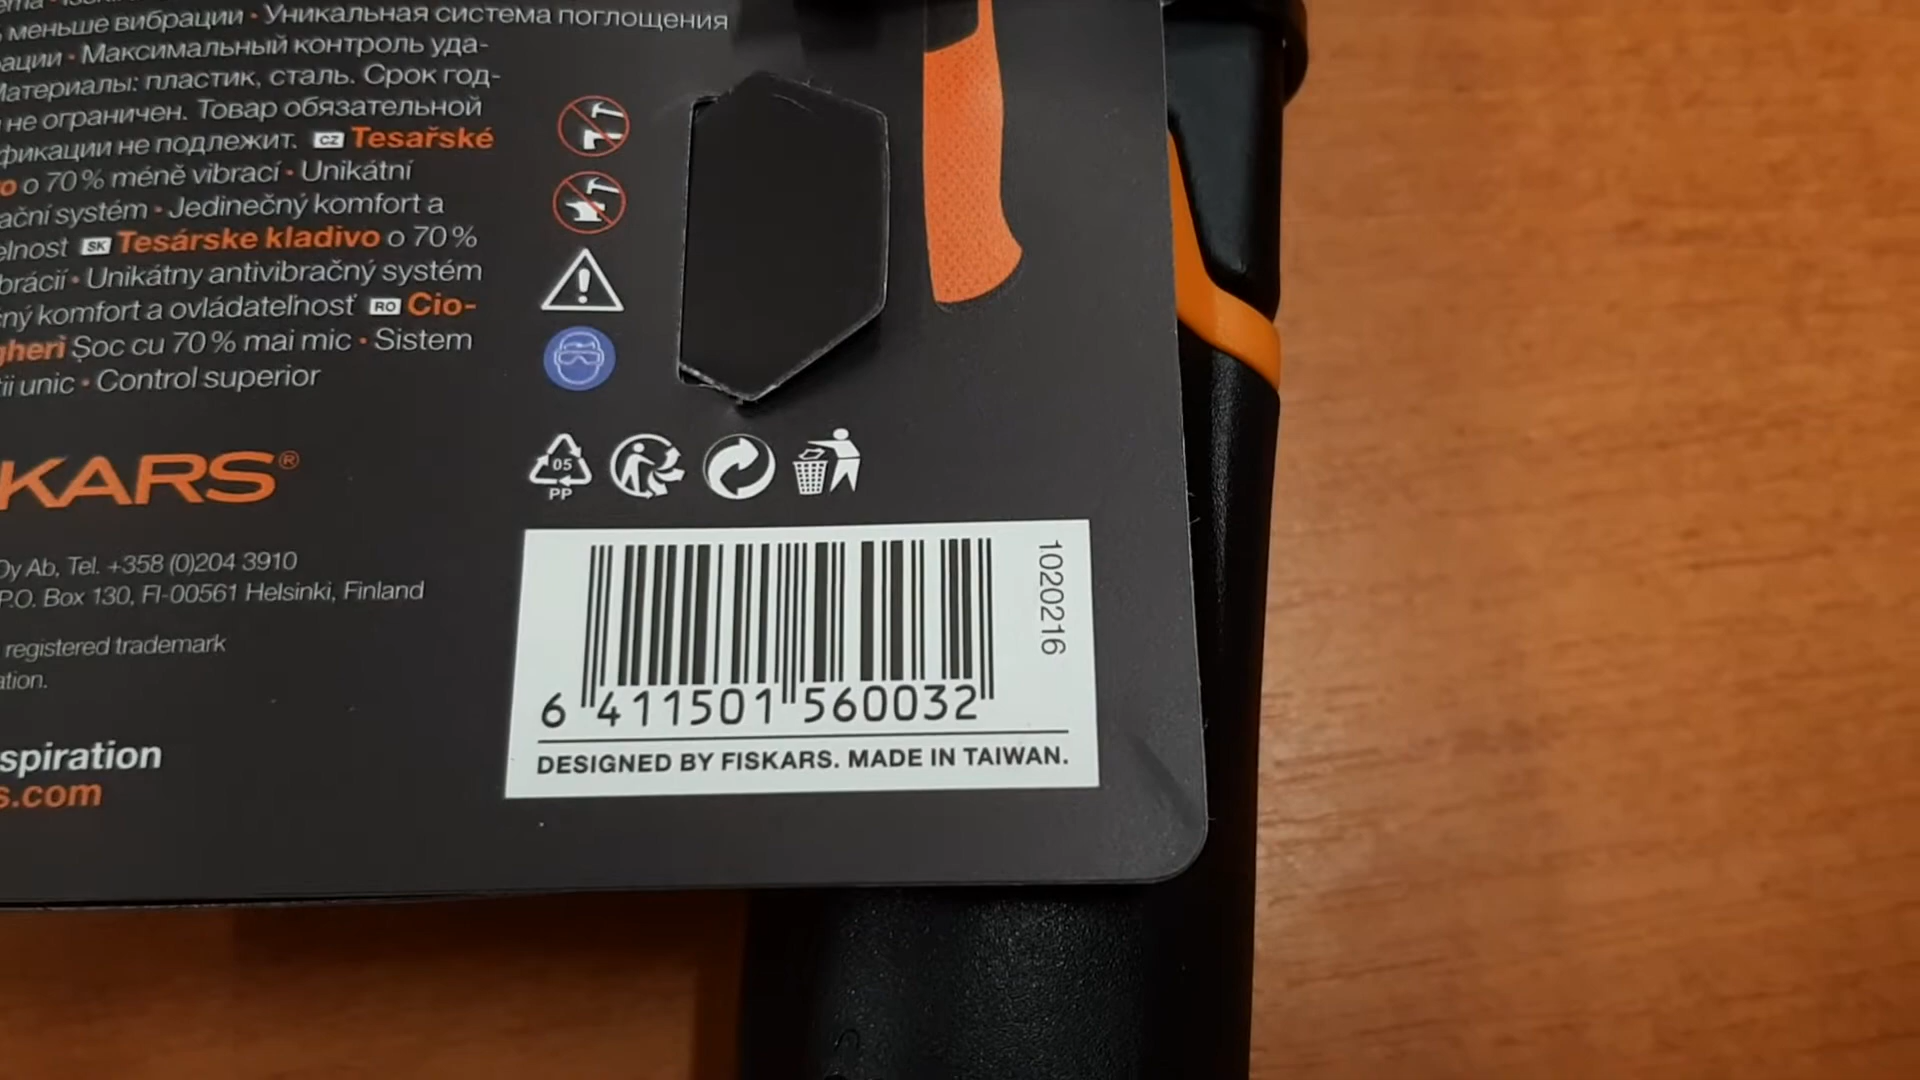 меньше вибрации • Уникальная система поглощения
ации • Максимальный контроль уда-
Материалы: пластик, сталь. Срок год-
не ограничен. Товар обязательной
фикации не подлежит. CZ Tesařské
o o 70 % méně vibrací • Unikátní
ační systém • Jedinečný komfort a
elnost SK Tesárske kladivo o 70 %
brácií • Unikátny antivibračný systém
ný komfort a ovládateľnosť RO Cio-
gheri Șoc cu 70 % mai mic • Sistem
ii unic • Control superior
05
PP
KARS®
Oy Ab, Tel. +358 (0)204 3910
P.O. Box 130, FI-00561 Helsinki, Finland
registered trademark
ation.
spiration
s.com
1020216
6 411501 560032
DESIGNED BY FISKARS. MADE IN TAIWAN.